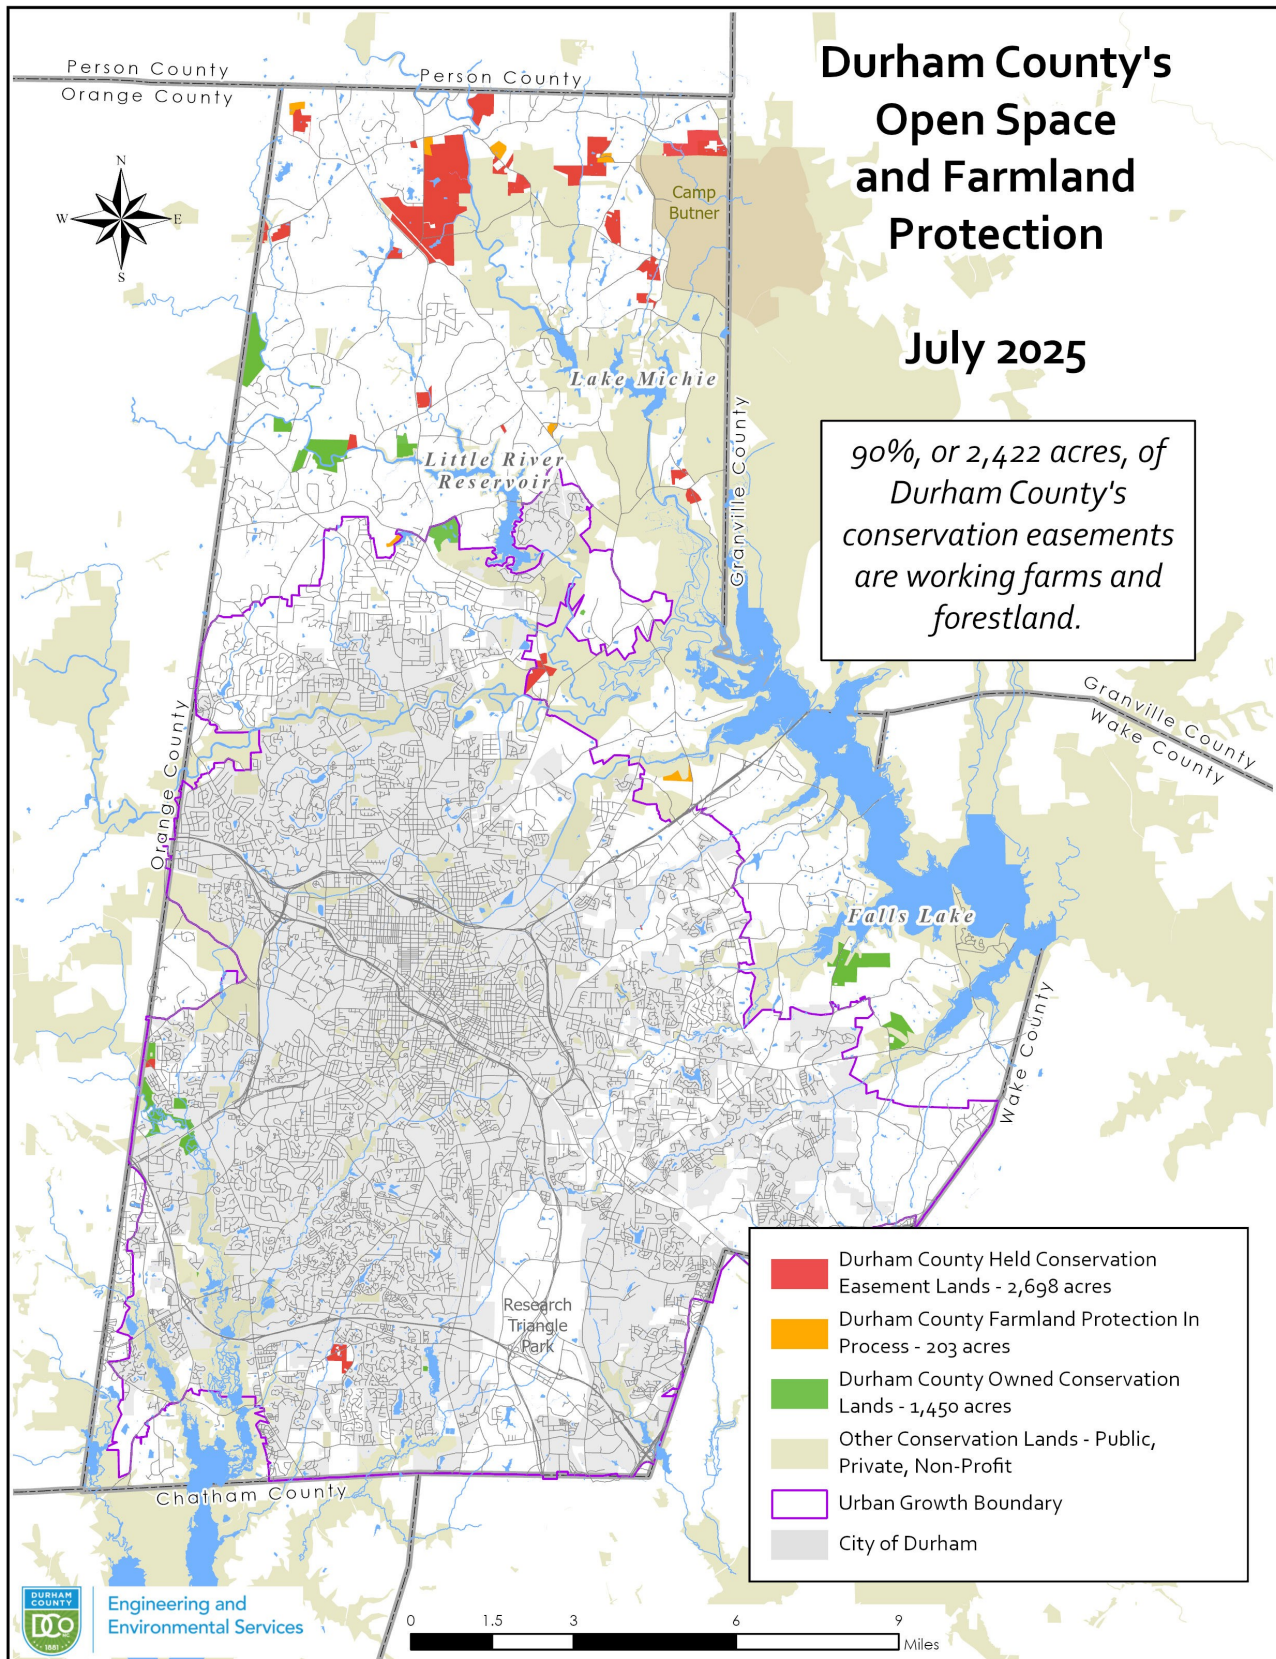 Durham County's
Open Space
and Farmland
Protection
July 2025
90%, or 2,422 acres, of
Durham County's
conservation easements
are working farms and
forestland.
Person County
Orange County
Person County
N
W
E
S
Camp
Butner
Lake Michie
Little River
Reservoir
Granville County
Granville County
Wake County
Orange County
Falls Lake
Wake County
Research
Triangle
Park
Chatham County
Durham County Held Conservation
Easement Lands - 2,698 acres
Durham County Farmland Protection In
Process - 203 acres
Durham County Owned Conservation
Lands - 1,450 acres
Other Conservation Lands - Public,
Private, Non-Profit
Urban Growth Boundary
City of Durham
DURHAM
COUNTY
DCO
NC
1881
Engineering and
Environmental Services
0 1.5 3 6 9
Miles